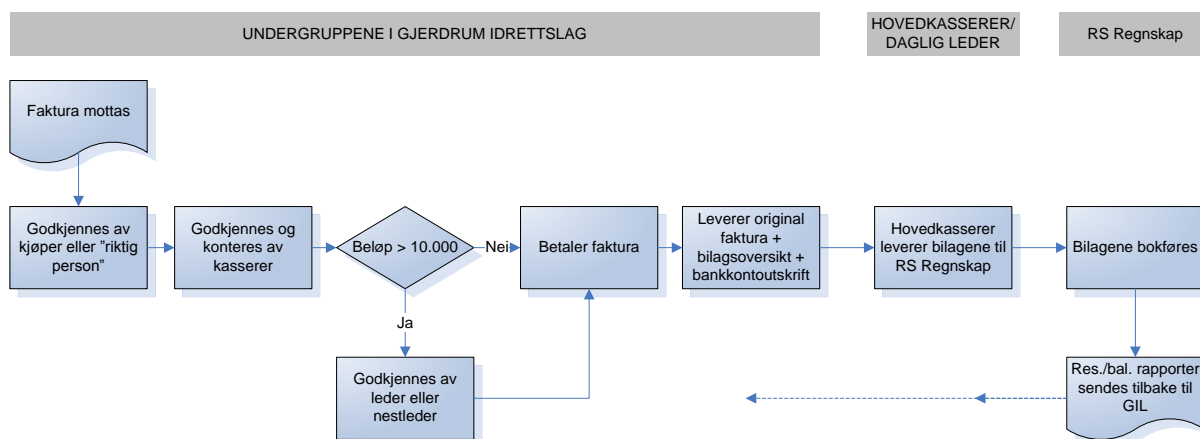 UNDERGRUPPENE I GJERDRUM IDRETTSLAG
HOVEDKASSERER/
DAGLIG LEDER
RS Regnskap
Faktura mottas
Godkjennes av
kjøper eller ”riktig
person”
Godkjennes og
konteres av
kasserer
Beløp > 10.000
Nei
Betaler faktura
Leverer original
faktura +
bilagsoversikt +
bankkontoutskrift
Hovedkasserer
leverer bilagene til
RS Regnskap
Bilagene bokføres
Ja
Godkjennes av
leder eller
nestleder
Res./bal. rapporter
sendes tilbake til
GIL